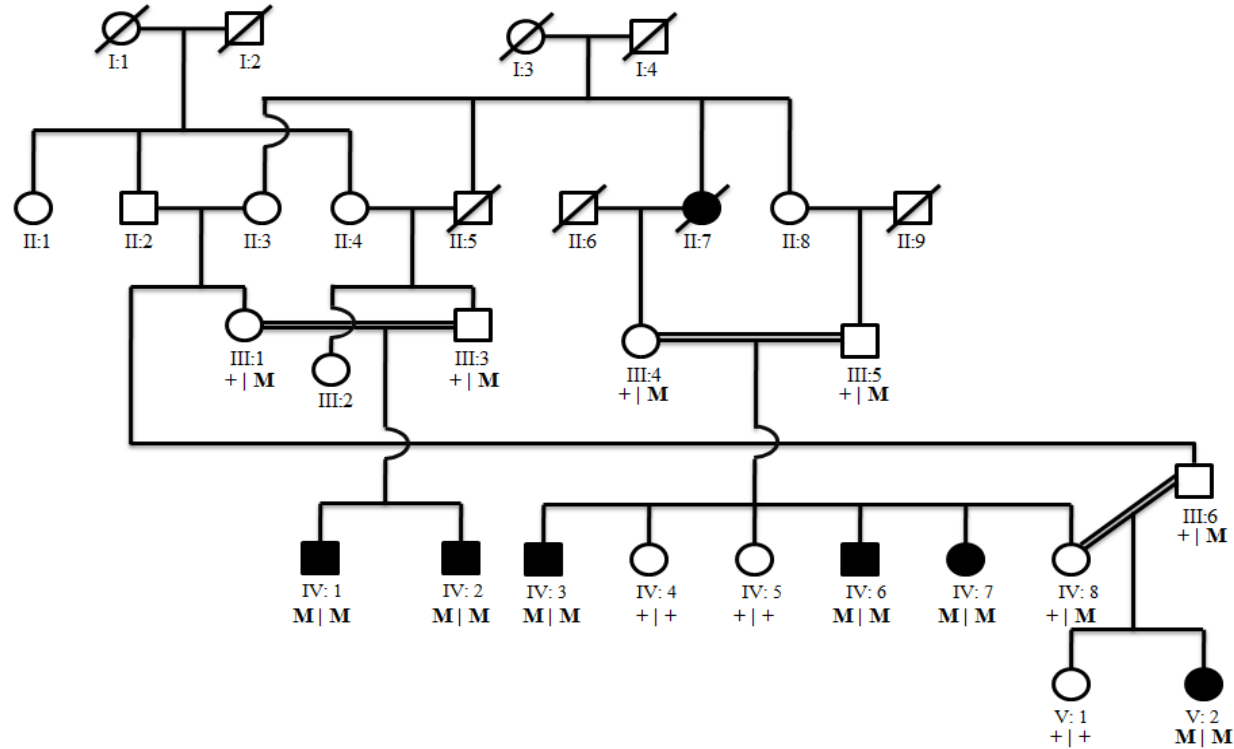 I:1 I:2 I:3 I:4
II:1 II:2 II:3 II:4 II:5 II:6 II:7 II:8 II:9
III:1 III:3 III:4 III:5
+ | M + | M + | M + | M
III:2
III:6
+ | M
IV: 1 IV: 2 IV: 3 IV: 4 IV: 5 IV: 6 IV: 7 IV: 8
M | M M | M M | M + | + + | + M | M M | M + | M
V: 1 V: 2
+ | + M | M